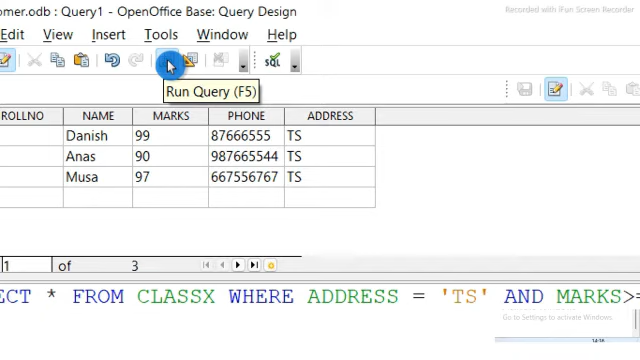 omer.odb : Query1 - OpenOffice Base: Query Design
Recorded with iFun Screen Recorder
Edit View Insert Tools Window Help
SQL
Run Query (F5)
ROLLNO NAME MARKS PHONE ADDRESS
Danish 99 87666555 TS
Anas 90 987665544 TS
Musa 97 667556767 TS
1 of 3
ECT * FROM CLASSX WHERE ADDRESS = 'TS' AND MARKS>=
Go to Settings to activate Windows.